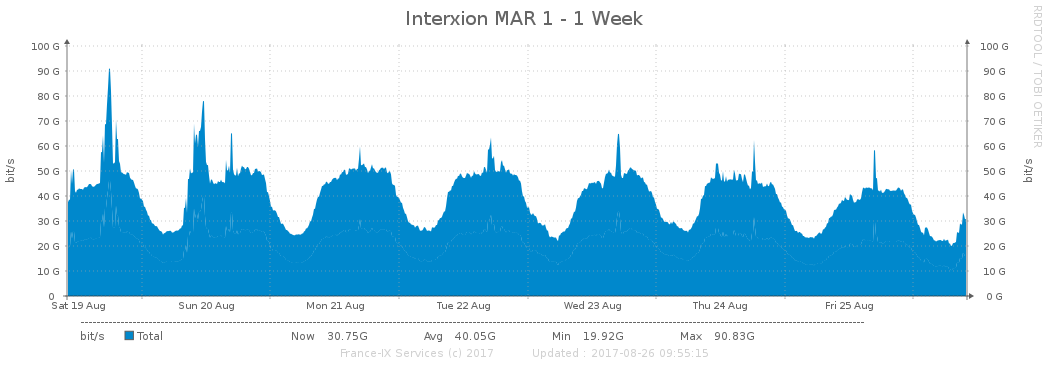 Interxion MAR 1 - 1 Week
RRDTOOL / TOBI OETIKER
bit/s
bit/s
100 G 100 G
90 G 90 G
80 G 80 G
70 G 70 G
60 G 60 G
50 G 50 G
40 G 40 G
30 G 30 G
20 G 20 G
10 G 10 G
0 0 G
Sat 19 Aug Sun 20 Aug Mon 21 Aug Tue 22 Aug Wed 23 Aug Thu 24 Aug Fri 25 Aug
bit/s Total Now 30.75G Avg 40.05G Min 19.92G Max 90.83G
France-IX Services (c) 2017 Updated : 2017-08-26 09:55:15